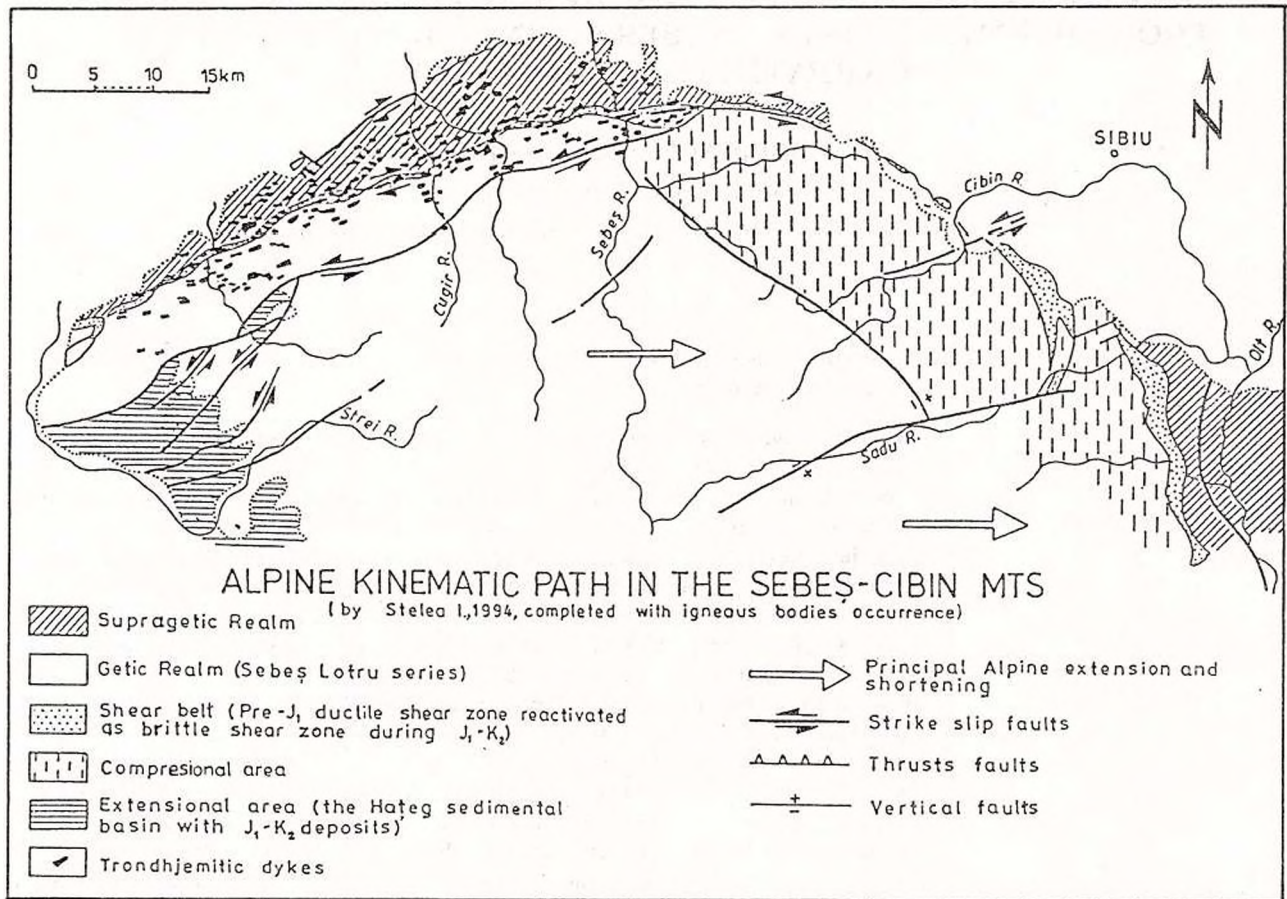 0 5 10 15km
N
SIBIU
Cibin R.
Sebeș R.
Cugir R.
Olt R.
Strei R.
Sadu R.
ALPINE KINEMATIC PATH IN THE SEBEȘ-CIBIN MTS
(by Stelea I.,1994, completed with igneous bodies' occurrence)
Supragetic Realm
Getic Realm (Sebeș Lotru series)
Shear belt (Pre-J₁ ductile shear zone reactivated
as brittle shear zone during J₁-K₂)
Compresional area
Extensional area (the Hațeg sedimental
basin with J₁-K₂ deposits)
Trondhjemitic dykes
Principal Alpine extension and
shortening
Strike slip faults
Thrusts faults
Vertical faults